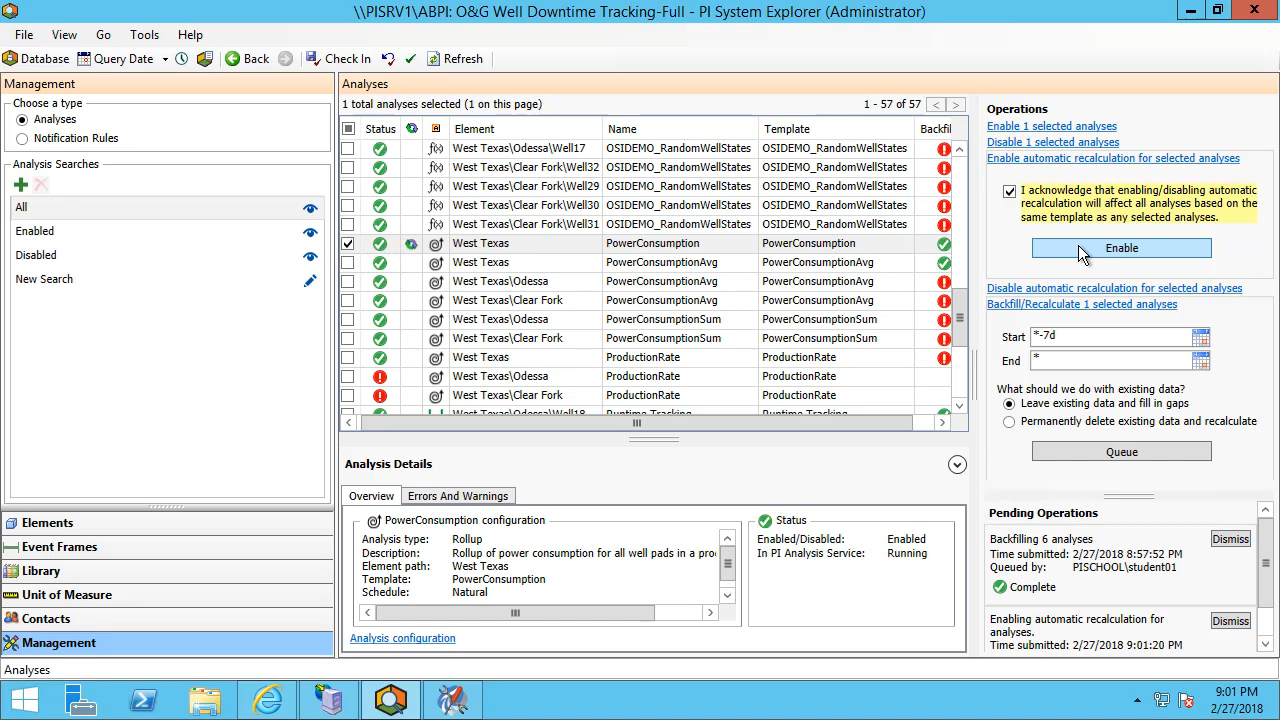 \\PISRV1\ABPI: O&G Well Downtime Tracking-Full - PI System Explorer (Administrator)
File View Go Tools Help
Database Query Date Back Check In Refresh
Management
Choose a type
Analyses
Notification Rules
Analysis Searches
All
Enabled
Disabled
New Search
Elements
Event Frames
Library
Unit of Measure
Contacts
Management
Analyses
1 total analyses selected (1 on this page) 1 - 57 of 57
Status Element Name Template Backfil
West Texas\Odessa\Well17 OSIDEMO_RandomWellStates OSIDEMO_RandomWellStates
West Texas\Clear Fork\Well32 OSIDEMO_RandomWellStates OSIDEMO_RandomWellStates
West Texas\Clear Fork\Well29 OSIDEMO_RandomWellStates OSIDEMO_RandomWellStates
West Texas\Clear Fork\Well30 OSIDEMO_RandomWellStates OSIDEMO_RandomWellStates
West Texas\Clear Fork\Well31 OSIDEMO_RandomWellStates OSIDEMO_RandomWellStates
West Texas PowerConsumption PowerConsumption
West Texas PowerConsumptionAvg PowerConsumptionAvg
West Texas\Odessa PowerConsumptionAvg PowerConsumptionAvg
West Texas\Clear Fork PowerConsumptionAvg PowerConsumptionAvg
West Texas\Odessa PowerConsumptionSum PowerConsumptionSum
West Texas\Clear Fork PowerConsumptionSum PowerConsumptionSum
West Texas ProductionRate ProductionRate
West Texas\Odessa ProductionRate ProductionRate
West Texas\Clear Fork ProductionRate ProductionRate
West Texas\Odessa\Well18 Runtime Tracking Runtime Tracking
Analysis Details
Overview Errors And Warnings
PowerConsumption configuration
Analysis type: Rollup
Description: Rollup of power consumption for all well pads in a proc
Element path: West Texas
Template: PowerConsumption
Schedule: Natural
Analysis configuration
Status
Enabled/Disabled: Enabled
In PI Analysis Service: Running
Operations
Enable 1 selected analyses
Disable 1 selected analyses
Enable automatic recalculation for selected analyses
I acknowledge that enabling/disabling automatic
recalculation will affect all analyses based on the
same template as any selected analyses.
Enable
Disable automatic recalculation for selected analyses
Backfill/Recalculate 1 selected analyses
Start *-7d
End *
What should we do with existing data?
Leave existing data and fill in gaps
Permanently delete existing data and recalculate
Queue
Pending Operations
Backfilling 6 analyses Dismiss
Time submitted: 2/27/2018 8:57:52 PM
Queued by: PISCHOOL\student01
Complete
Enabling automatic recalculation for Dismiss
analyses.
Time submitted: 2/27/2018 9:01:20 PM
Analyses
9:01 PM
2/27/2018